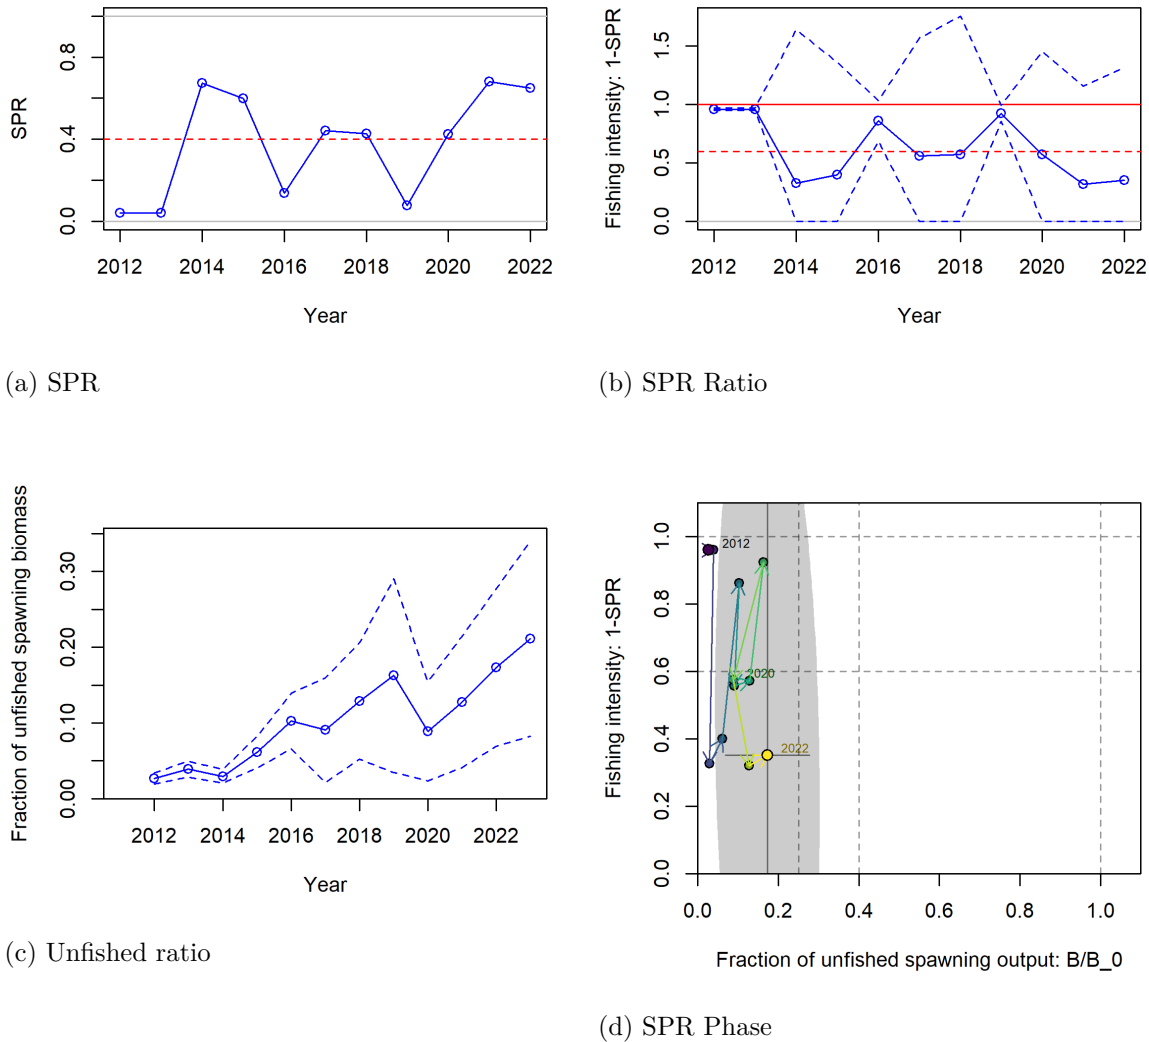 SPR
0.0
0.4
0.8
2012 2014 2016 2018 2020 2022
Year
(a) SPR
Fishing intensity: 1-SPR
0.0
0.5
1.0
1.5
2012 2014 2016 2018 2020 2022
Year
(b) SPR Ratio
Fraction of unfished spawning biomass
0.00
0.10
0.20
0.30
2012 2014 2016 2018 2020 2022
Year
(c) Unfished ratio
Fishing intensity: 1-SPR
0.0
0.2
0.4
0.6
0.8
1.0
2012
2020
2022
0.0 0.2 0.4 0.6 0.8 1.0
Fraction of unfished spawning output: B/B_0
(d) SPR Phase